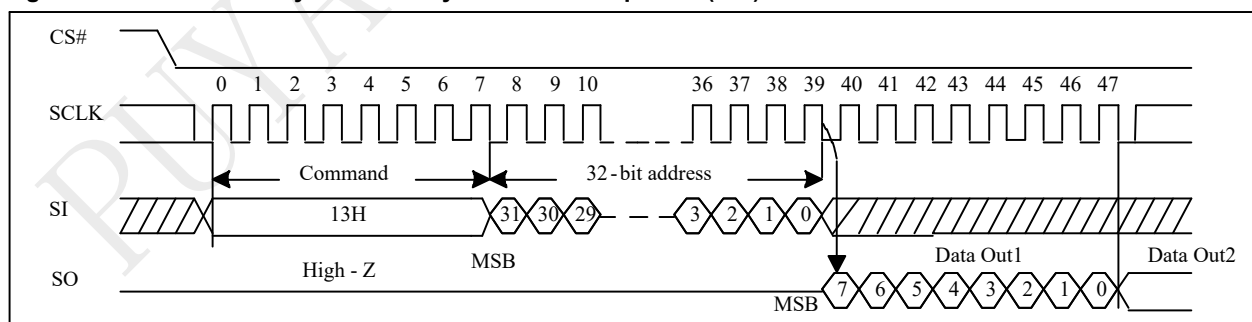 CS#
0 1 2 3 4 5 6 7 8 9 10 36 37 38 39 40 41 42 43 44 45 46 47
SCLK
Command 32-bit address
SI 13H 31 30 29 3 2 1 0
MSB Data Out1 Data Out2
SO High - Z
MSB 7 6 5 4 3 2 1 0
PUYA